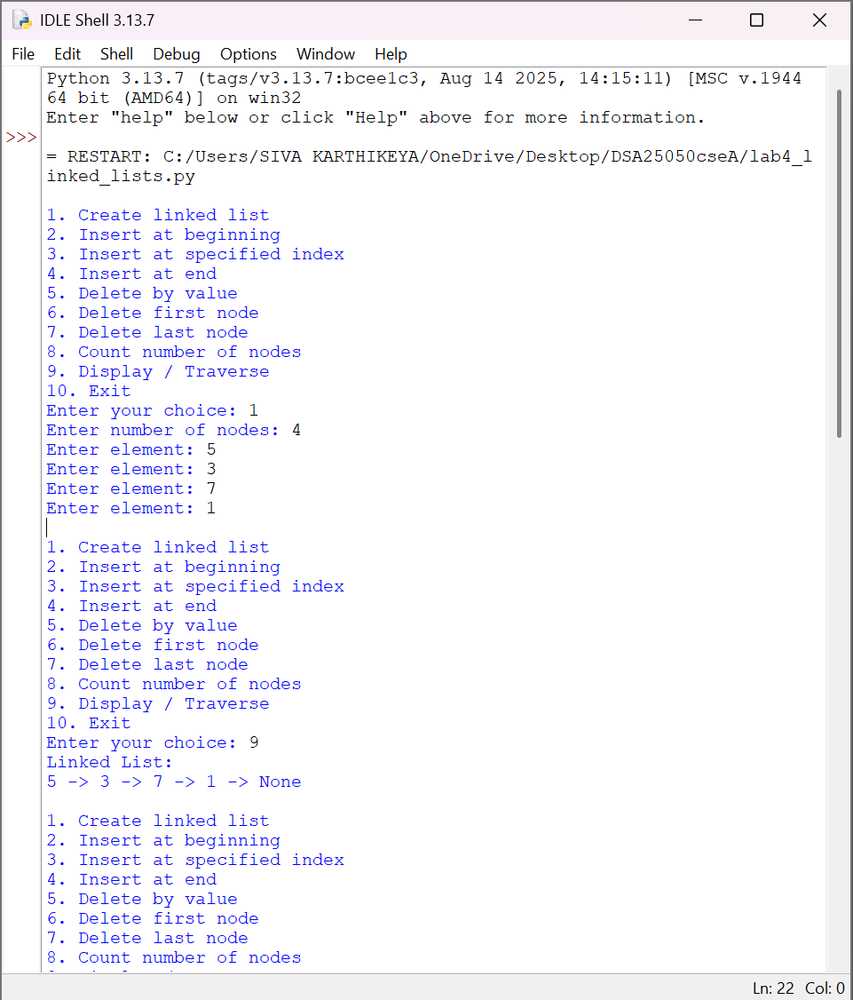 IDLE Shell 3.13.7
File Edit Shell Debug Options Window Help
Python 3.13.7 (tags/v3.13.7:bcee1c3, Aug 14 2025, 14:15:11) [MSC v.1944
64 bit (AMD64)] on win32
Enter "help" below or click "Help" above for more information.
>>>
= RESTART: C:/Users/SIVA KARTHIKEYA/OneDrive/Desktop/DSA25050cseA/lab4_l
inked_lists.py
1. Create linked list
2. Insert at beginning
3. Insert at specified index
4. Insert at end
5. Delete by value
6. Delete first node
7. Delete last node
8. Count number of nodes
9. Display / Traverse
10. Exit
Enter your choice: 1
Enter number of nodes: 4
Enter element: 5
Enter element: 3
Enter element: 7
Enter element: 1
1. Create linked list
2. Insert at beginning
3. Insert at specified index
4. Insert at end
5. Delete by value
6. Delete first node
7. Delete last node
8. Count number of nodes
9. Display / Traverse
10. Exit
Enter your choice: 9
Linked List:
5 -> 3 -> 7 -> 1 -> None
1. Create linked list
2. Insert at beginning
3. Insert at specified index
4. Insert at end
5. Delete by value
6. Delete first node
7. Delete last node
8. Count number of nodes
Ln: 22 Col: 0